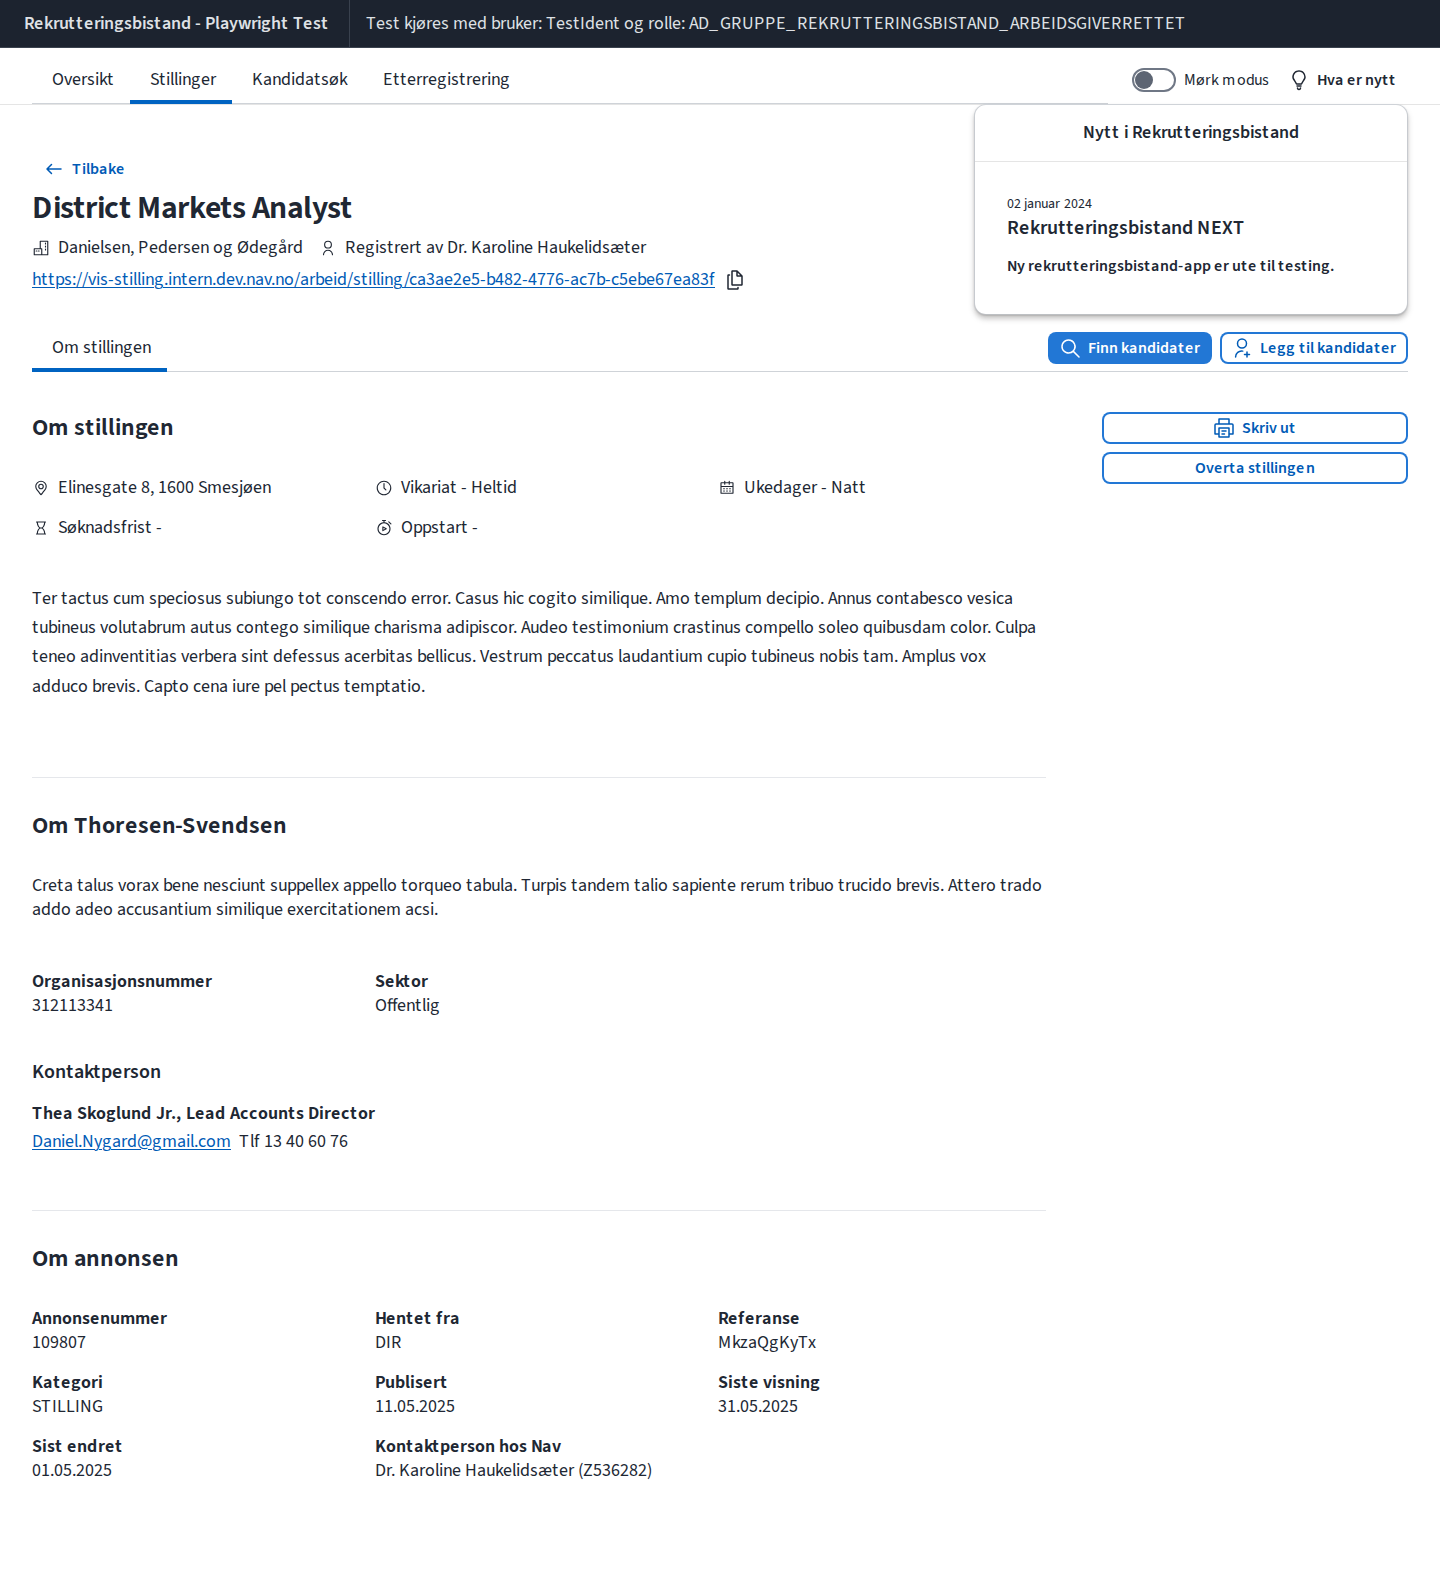 Rekrutteringsbistand - Playwright Test
Test kjøres med bruker: TestIdent og rolle: AD_GRUPPE_REKRUTTERINGSBISTAND_ARBEIDSGIVERRETTET
Oversikt
Stillinger
Kandidatsøk
Etterregistrering
Mørk modus
Hva er nytt
Nytt i Rekrutteringsbistand
02 januar 2024
Rekrutteringsbistand NEXT
Ny rekrutteringsbistand-app er ute til testing.
Tilbake
District Markets Analyst
Danielsen, Pedersen og Ødegård
Registrert av Dr. Karoline Haukelidsæter
https://vis-stilling.intern.dev.nav.no/arbeid/stilling/ca3ae2e5-b482-4776-ac7b-c5ebe67ea83f
Om stillingen
Finn kandidater
Legg til kandidater
Om stillingen
Skriv ut
Overta stillingen
Elinesgate 8, 1600 Smesjøen
Vikariat - Heltid
Ukedager - Natt
Søknadsfrist -
Oppstart -
Ter tactus cum speciosus subiungo tot conscendo error. Casus hic cogito similique. Amo templum decipio. Annus contabesco vesica
tubineus volutabrum autus contego similique charisma adipiscor. Audeo testimonium crastinus compello soleo quibusdam color. Culpa
teneo adinventitias verbera sint defessus acerbitas bellicus. Vestrum peccatus laudantium cupio tubineus nobis tam. Amplus vox
adduco brevis. Capto cena iure pel pectus temptatio.
Om Thoresen-Svendsen
Creta talus vorax bene nesciunt suppellex appello torqueo tabula. Turpis tandem talio sapiente rerum tribuo trucido brevis. Attero trado
addo adeo accusantium similique exercitationem acsi.
Organisasjonsnummer
312113341
Sektor
Offentlig
Kontaktperson
Thea Skoglund Jr., Lead Accounts Director
Daniel.Nygard@gmail.com Tlf 13 40 60 76
Om annonsen
Annonsenummer
109807
Hentet fra
DIR
Referanse
MkzaQgKyTx
Kategori
STILLING
Publisert
11.05.2025
Siste visning
31.05.2025
Sist endret
01.05.2025
Kontaktperson hos Nav
Dr. Karoline Haukelidsæter (Z536282)